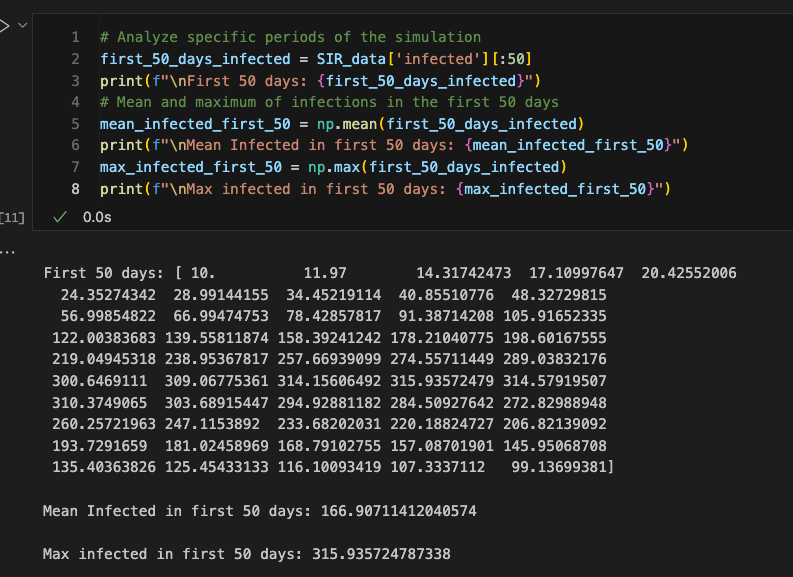 1 # Analyze specific periods of the simulation
2 first_50_days_infected = SIR_data['infected'][:50]
3 print(f"\nFirst 50 days: {first_50_days_infected}")
4 # Mean and maximum of infections in the first 50 days
5 mean_infected_first_50 = np.mean(first_50_days_infected)
6 print(f"\nMean Infected in first 50 days: {mean_infected_first_50}")
7 max_infected_first_50 = np.max(first_50_days_infected)
8 print(f"\nMax infected in first 50 days: {max_infected_first_50}")
[11] ✓ 0.0s
...
First 50 days: [ 10.          11.97        14.31742473  17.10997647  20.42552006
  24.35274342  28.99144155  34.45219114  40.85510776  48.32729815
  56.99854822  66.99474753  78.42857817  91.38714208 105.91652335
 122.00383683 139.55811874 158.39241242 178.21040775 198.60167555
 219.04945318 238.95367817 257.66939099 274.55711449 289.03832176
 300.6469111  309.06775361 314.15606492 315.93572479 314.57919507
 310.3749065  303.68915447 294.92881182 284.50927642 272.82988948
 260.25721963 247.1153892  233.68202031 220.18824727 206.82139092
 193.7291659  181.02458969 168.79102755 157.08701901 145.95068708
 135.40363826 125.45433133 116.10093419 107.3337112   99.13699381]
Mean Infected in first 50 days: 166.90711412040574
Max infected in first 50 days: 315.935724787338